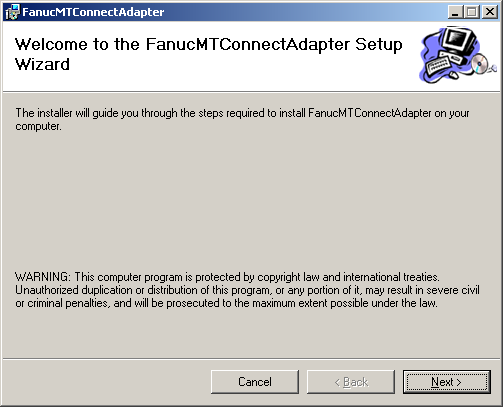 FanucMTConnectAdapter
Welcome to the FanucMTConnectAdapter Setup
Wizard
The installer will guide you through the steps required to install FanucMTConnectAdapter on your
computer.
WARNING: This computer program is protected by copyright law and international treaties.
Unauthorized duplication or distribution of this program, or any portion of it, may result in severe civil
or criminal penalties, and will be prosecuted to the maximum extent possible under the law.
Cancel < Back Next >